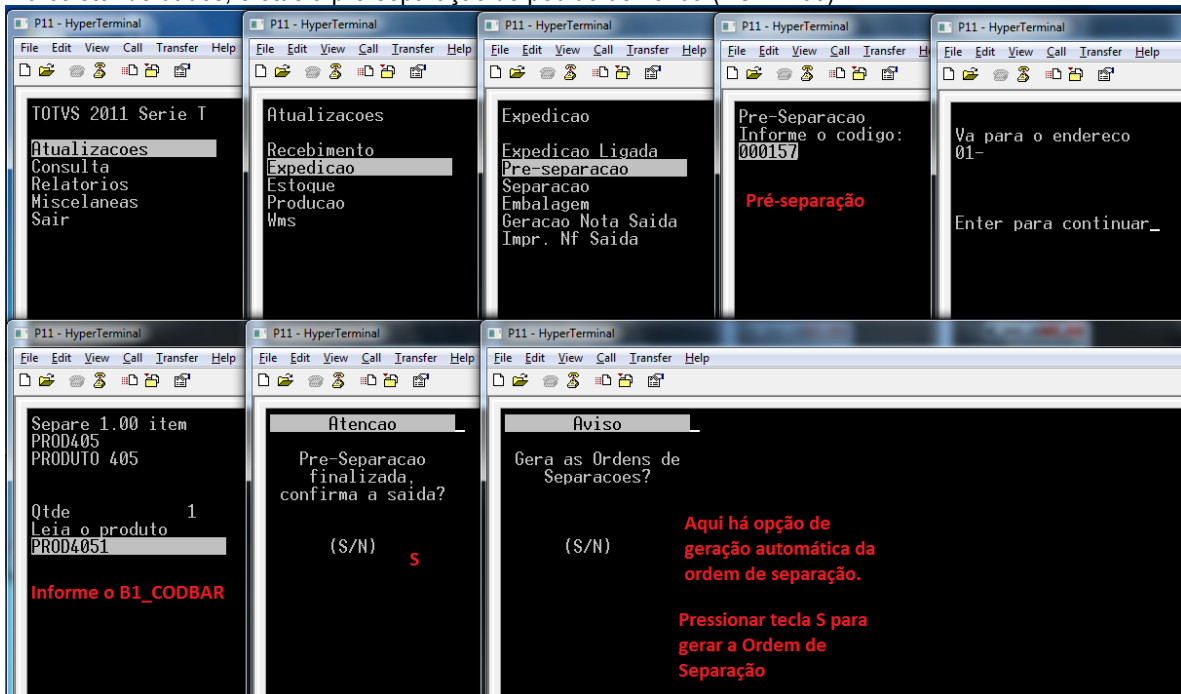 pré-separação do pedido de venda
P11 - HyperTerminal
File Edit View Call Transfer Help
TOTVS 2011 Serie T
Atualizacoes
Consulta
Relatorios
Miscelaneas
Sair
P11 - HyperTerminal
File Edit View Call Transfer Help
Atualizacoes
Recebimento
Expedicao
Estoque
Producao
Wms
P11 - HyperTerminal
File Edit View Call Transfer Help
Expedicao
Expedicao Ligada
Pre-separacao
Separacao
Embalagem
Geracao Nota Saida
Impr. Nf Saida
P11 - HyperTerminal
File Edit View Call Transfer H
Pre-Separacao
Informe o codigo:
000157
Pré-separação
P11 - HyperTerminal
File Edit View Call Transfer Help
Va para o endereco
01-
Enter para continuar_
P11 - HyperTerminal
File Edit View Call Transfer Help
Separe 1.00 item
PROD405
PRODUTO 405
Qtde 1
Leia o produto
PROD4051
Informe o B1_CODBAR
P11 - HyperTerminal
File Edit View Call Transfer Help
Atencao _
Pre-Separacao
finalizada,
confirma a saida?
(S/N)
S
P11 - HyperTerminal
File Edit View Call Transfer Help
Aviso _
Gera as Ordens de
Separacoes?
(S/N)
Aqui há opção de
geração automática da
ordem de separação.
Pressionar tecla S para
gerar a Ordem de
Separação